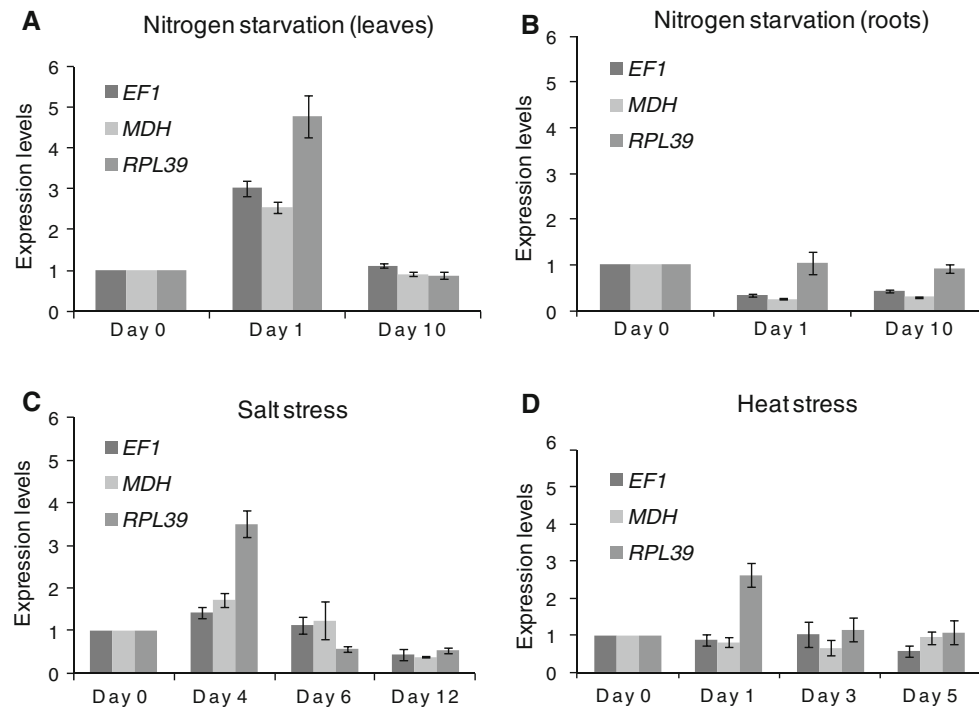 A
Nitrogen starvation (leaves)
Expression levels
6
5
4
3
2
1
0
EF1
MDH
RPL39
Day 0
Day 1
Day 10
B
Nitrogen starvation (roots)
Expression levels
6
5
4
3
2
1
0
EF1
MDH
RPL39
Day 0
Day 1
Day 10
C
Salt stress
Expression levels
6
5
4
3
2
1
0
EF1
MDH
RPL39
Day 0
Day 4
Day 6
Day 12
D
Heat stress
Expression levels
6
5
4
3
2
1
0
EF1
MDH
RPL39
Day 0
Day 1
Day 3
Day 5